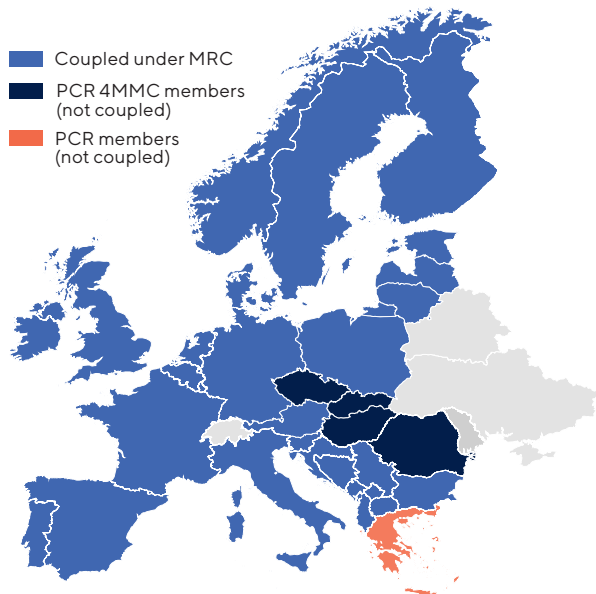 Coupled under MRC
PCR 4MMC members
(not coupled)
PCR members
(not coupled)